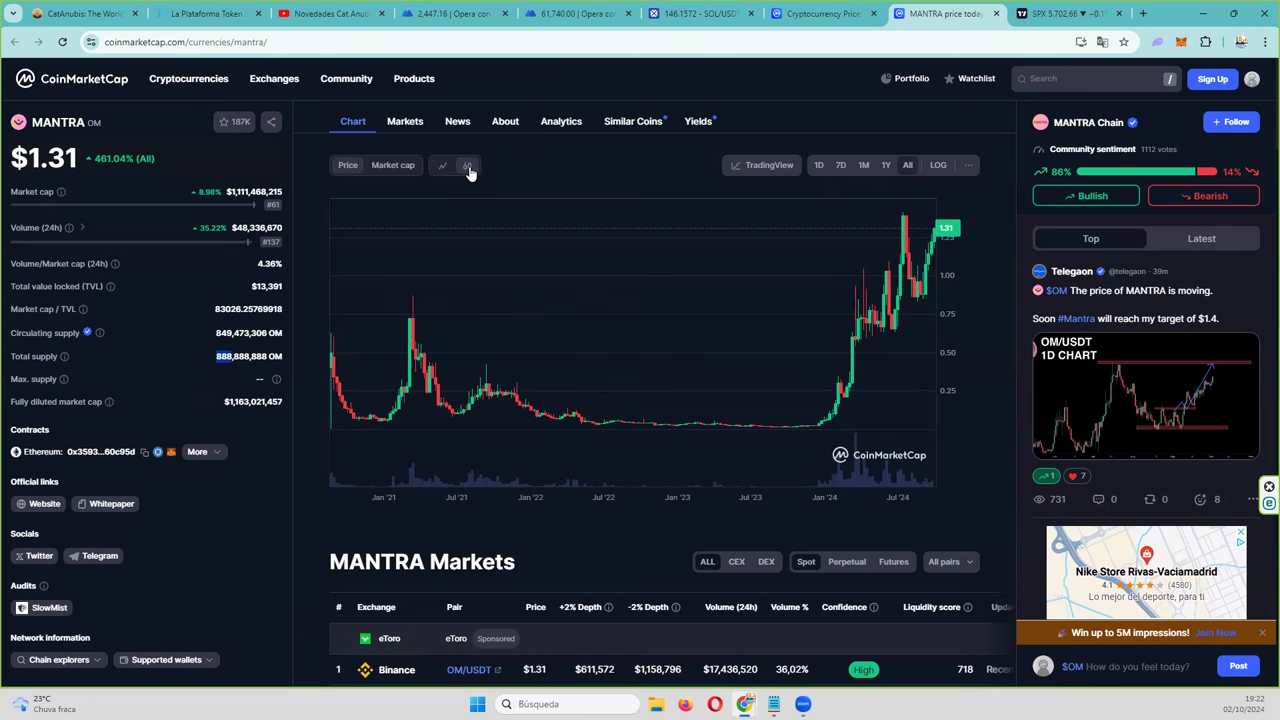 CatAnubis: The World
La Plataforma Token
Novedades Cat Anub
2,447.16 | Opera con
61,740.00 | Opera co
146.1572 - SOL/USD
Cryptocurrency Price
MANTRA price today
SPX 5.702,66 ▼ −0.1
coinmarketcap.com/currencies/mantra/
CoinMarketCap
Cryptocurrencies
Exchanges
Community
Products
Portfolio
Watchlist
Search
/
Sign Up
MANTRA OM
187K
$1.31 461.04% (All)
Market cap 8.98% $1,111,468,215
#61
Volume (24h) 35.22% $48,336,670
#137
Volume/Market cap (24h) 4.36%
Total value locked (TVL) $13,391
Market cap / TVL 83026.25769918
Circulating supply 849,473,306 OM
Total supply 888,888,888 OM
Max. supply --
Fully diluted market cap $1,163,021,457
Contracts
Ethereum: 0x3593...60c95d
More
Official links
Website
Whitepaper
Socials
Twitter
Telegram
Audits
SlowMist
Network information
Chain explorers
Supported wallets
Chart
Markets
News
About
Analytics
Similar Coins
Yields
Price
Market cap
TradingView
1D
7D
1M
1Y
All
LOG
1.31
1.25
1.00
0.75
0.50
0.25
CoinMarketCap
Jan '21
Jul '21
Jan '22
Jul '22
Jan '23
Jul '23
Jan '24
Jul '24
MANTRA Markets
ALL
CEX
DEX
Spot
Perpetual
Futures
All pairs
# Exchange Pair Price +2% Depth -2% Depth Volume (24h) Volume % Confidence Liquidity score Upda
eToro eToro Sponsored
1 Binance OM/USDT $1.31 $611,572 $1,158,796 $17,436,520 36,02% High 718 Recen
MANTRA Chain
Follow
Community sentiment 1112 votes
86%
14%
Bullish
Bearish
Top
Latest
Telegaon @telegaon · 39m
$OM The price of MANTRA is moving.
Soon #Mantra will reach my target of $1.4.
OM/USDT
1D CHART
1
7
731
0
0
8
Nike Store Rivas-Vaciamadrid
4.1 (4580)
Lo mejor del deporte, para ti
Win up to 5M impressions! Join Now
$OM How do you feel today?
Post
23°C
Chuva fraca
Búsqueda
19:22
02/10/2024